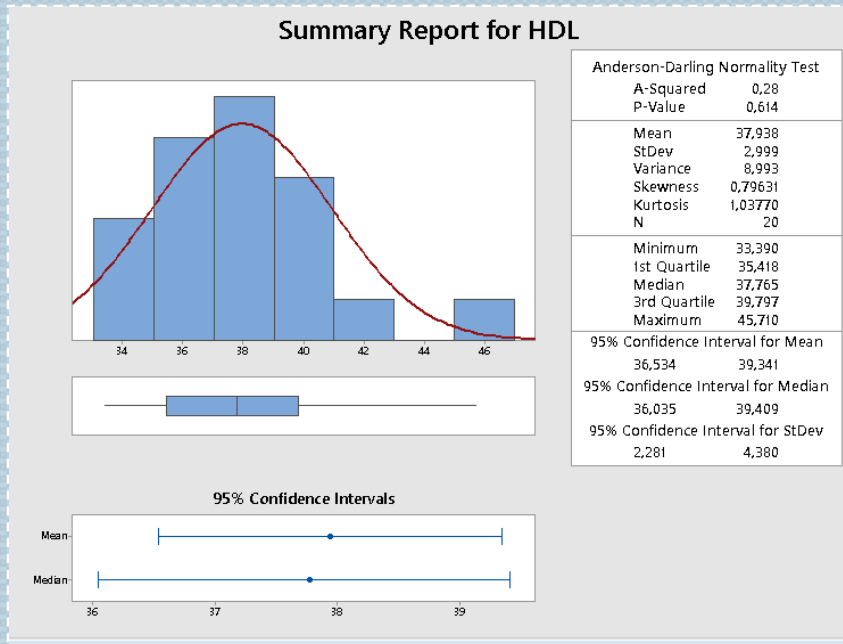 Summary Report for HDL
34 36 38 40 42 44 46
95% Confidence Intervals
Mean
Median
36 37 38 39
Anderson-Darling Normality Test
A-Squared 0,28
P-Value 0,614
Mean 37,938
StDev 2,999
Variance 8,993
Skewness 0,79631
Kurtosis 1,03770
N 20
Minimum 33,390
1st Quartile 35,418
Median 37,765
3rd Quartile 39,797
Maximum 45,710
95% Confidence Interval for Mean
36,534 39,341
95% Confidence Interval for Median
36,035 39,409
95% Confidence Interval for StDev
2,281 4,380